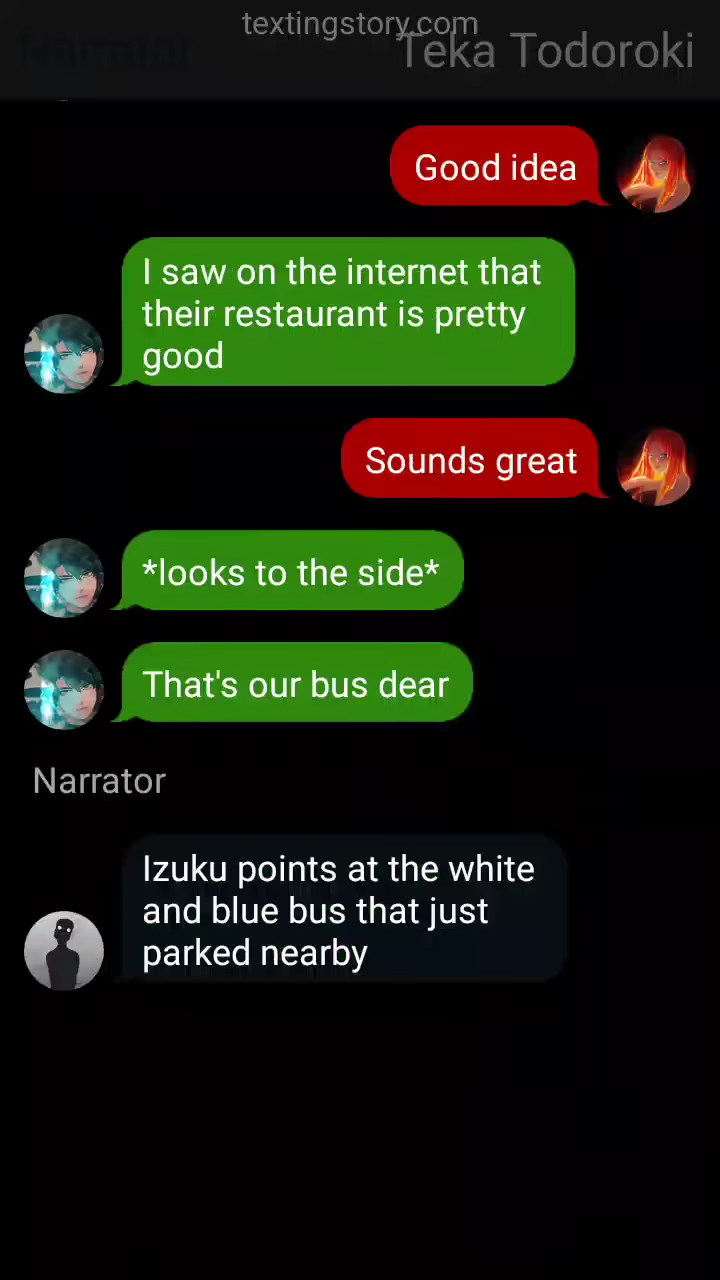 textingstory.com
Narrator
Teka Todoroki
Good idea
I saw on the internet that
their restaurant is pretty
good
Sounds great
*looks to the side*
That's our bus dear
Narrator
Izuku points at the white
and blue bus that just
parked nearby